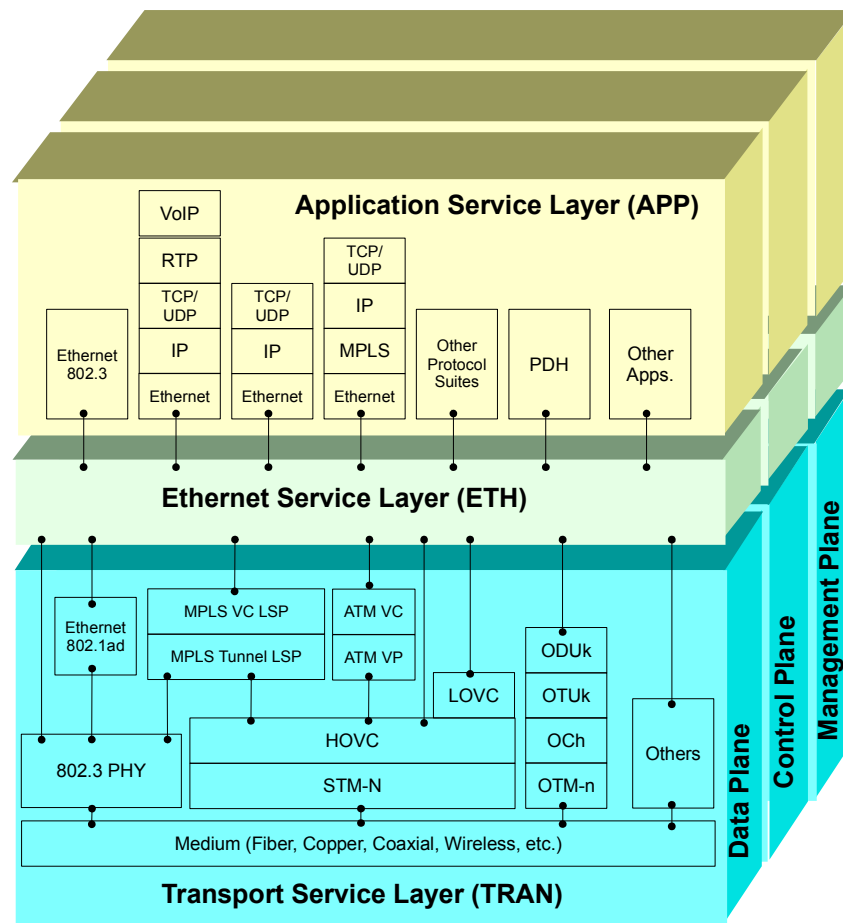 Application Service Layer (APP)
VoIP
RTP
TCP/
UDP
IP
Ethernet
TCP/
UDP
IP
Ethernet
TCP/
UDP
IP
MPLS
Ethernet
Ethernet
802.3
Other
Protocol
Suites
PDH
Other
Apps.
Ethernet Service Layer (ETH)
Ethernet
802.1ad
MPLS VC LSP
MPLS Tunnel LSP
ATM VC
ATM VP
LOVC
ODUk
OTUk
OCh
OTM-n
802.3 PHY
HOVC
STM-N
Others
Medium (Fiber, Copper, Coaxial, Wireless, etc.)
Transport Service Layer (TRAN)
Data Plane
Control Plane
Management Plane